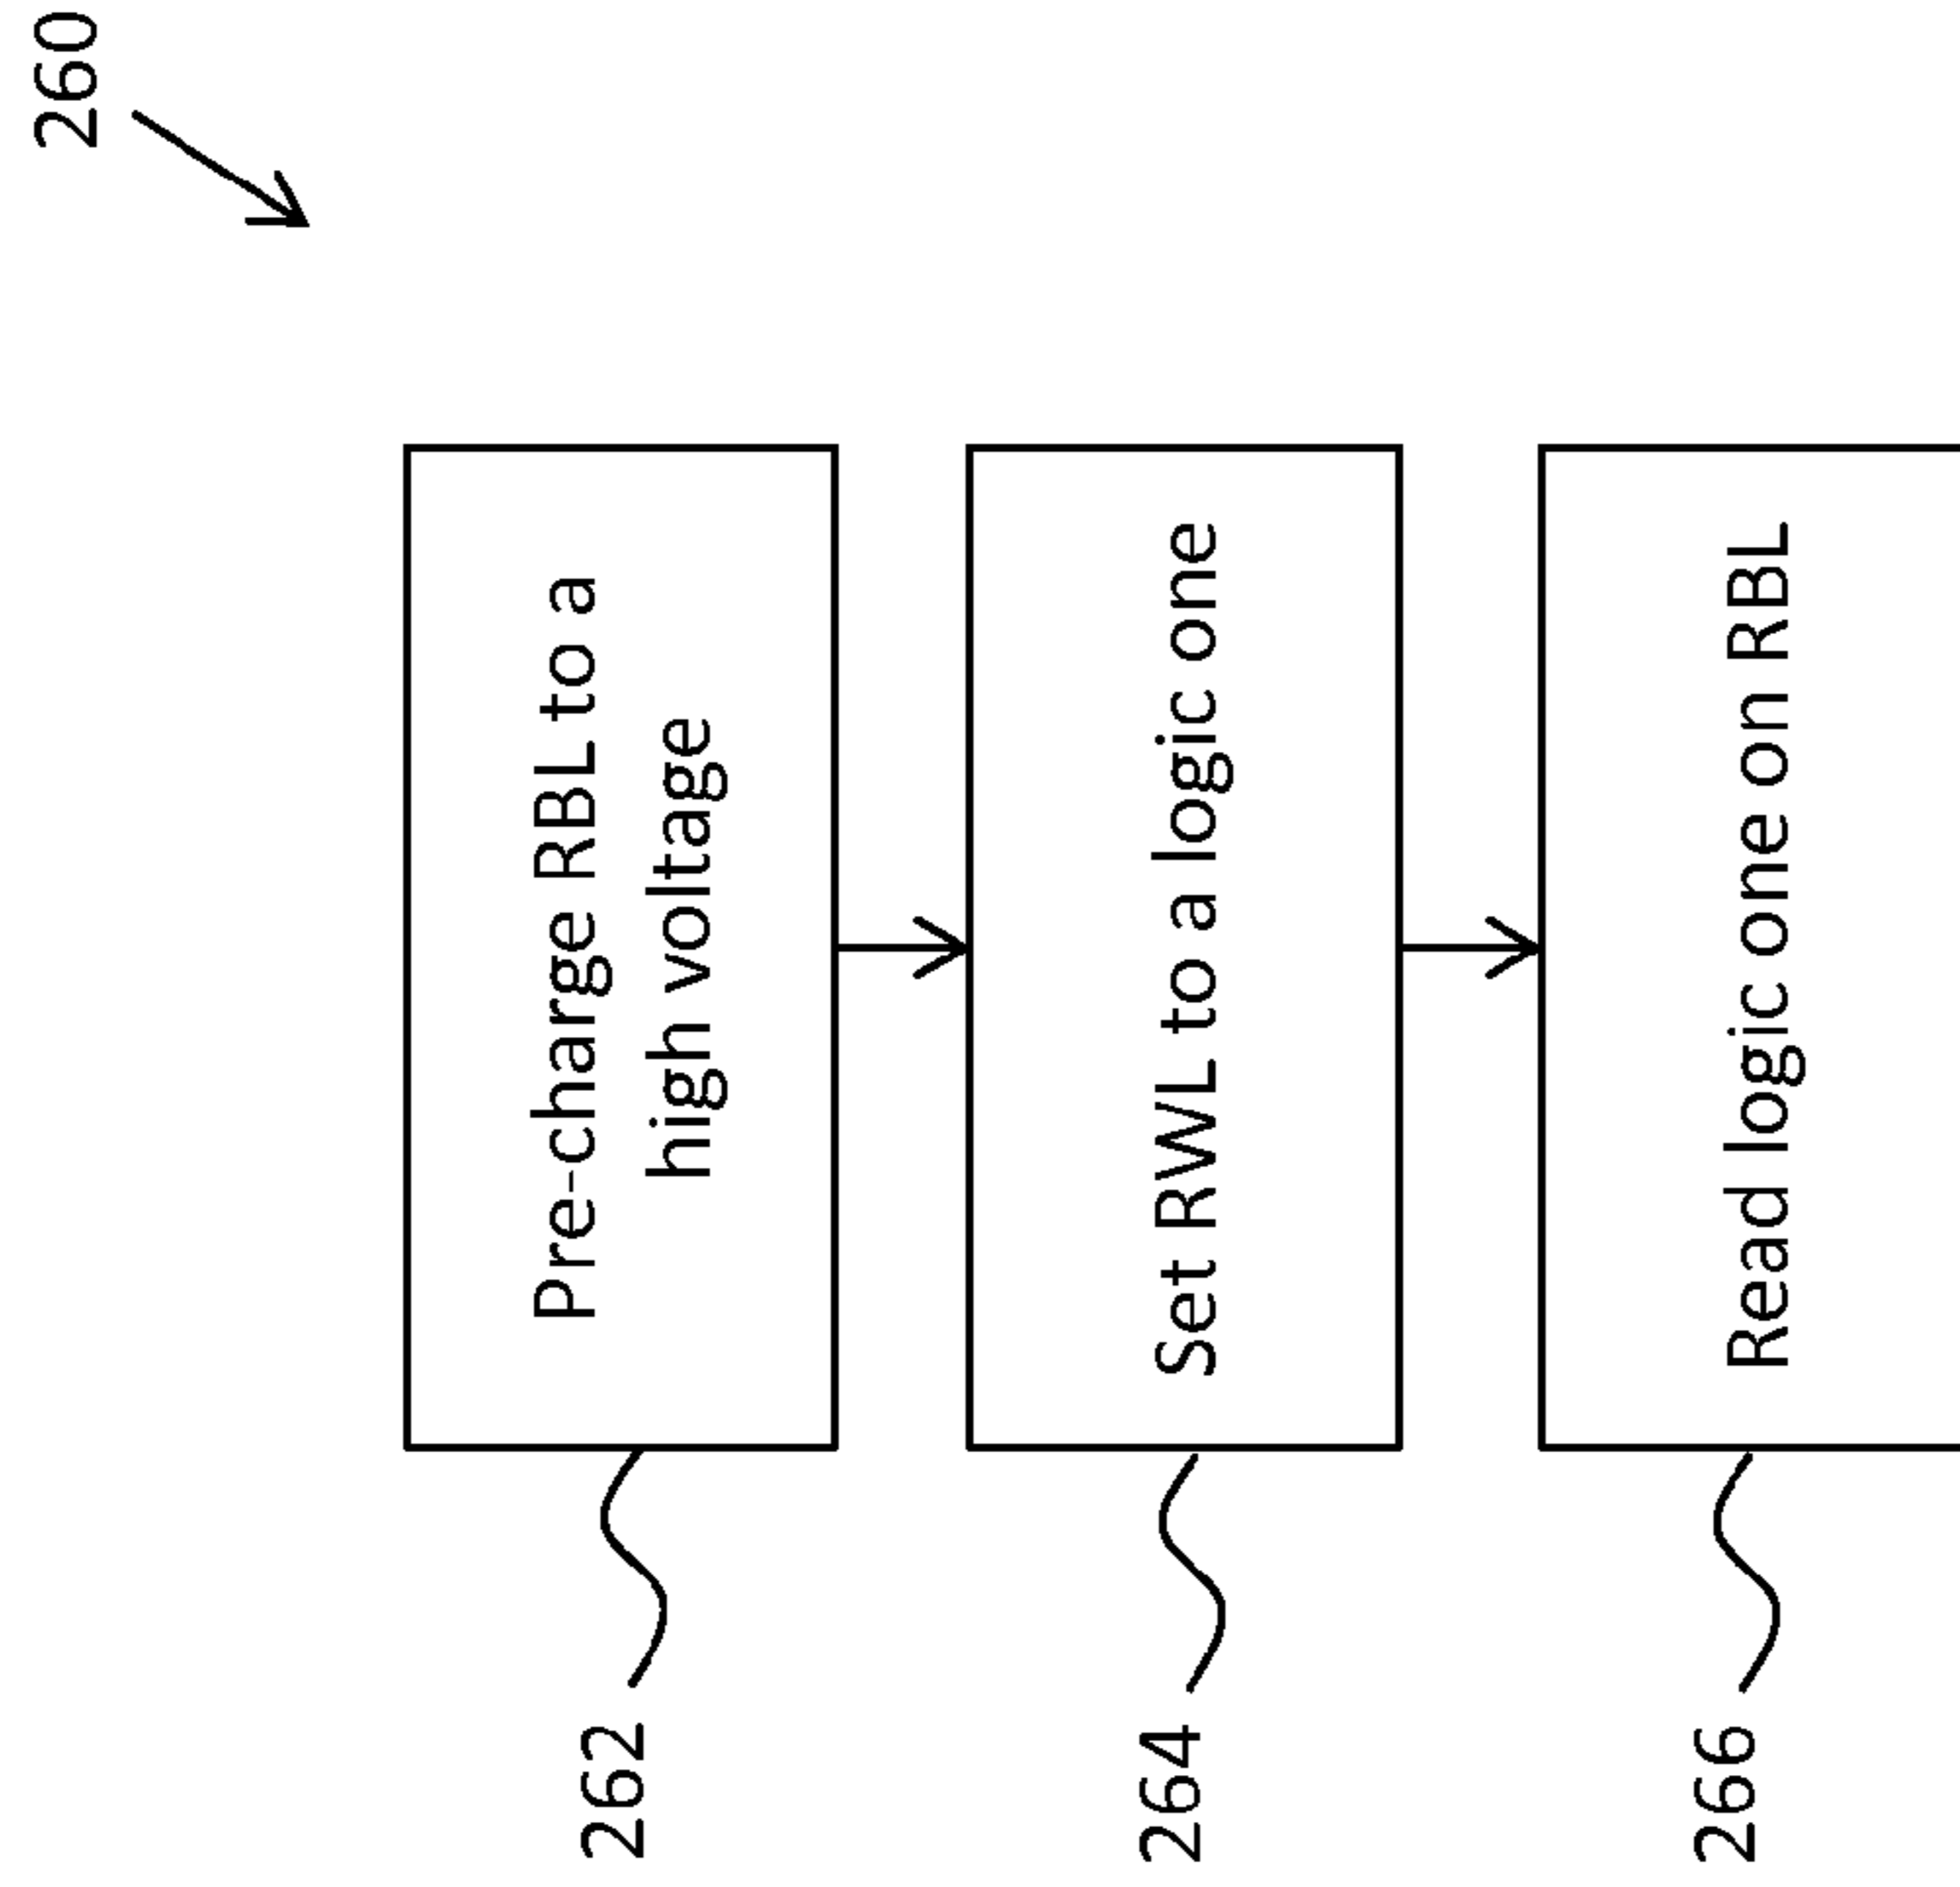 260
262
Pre-charge RBL to a
high voltage
264
Set RWL to a logic one
266
Read logic one on RBL